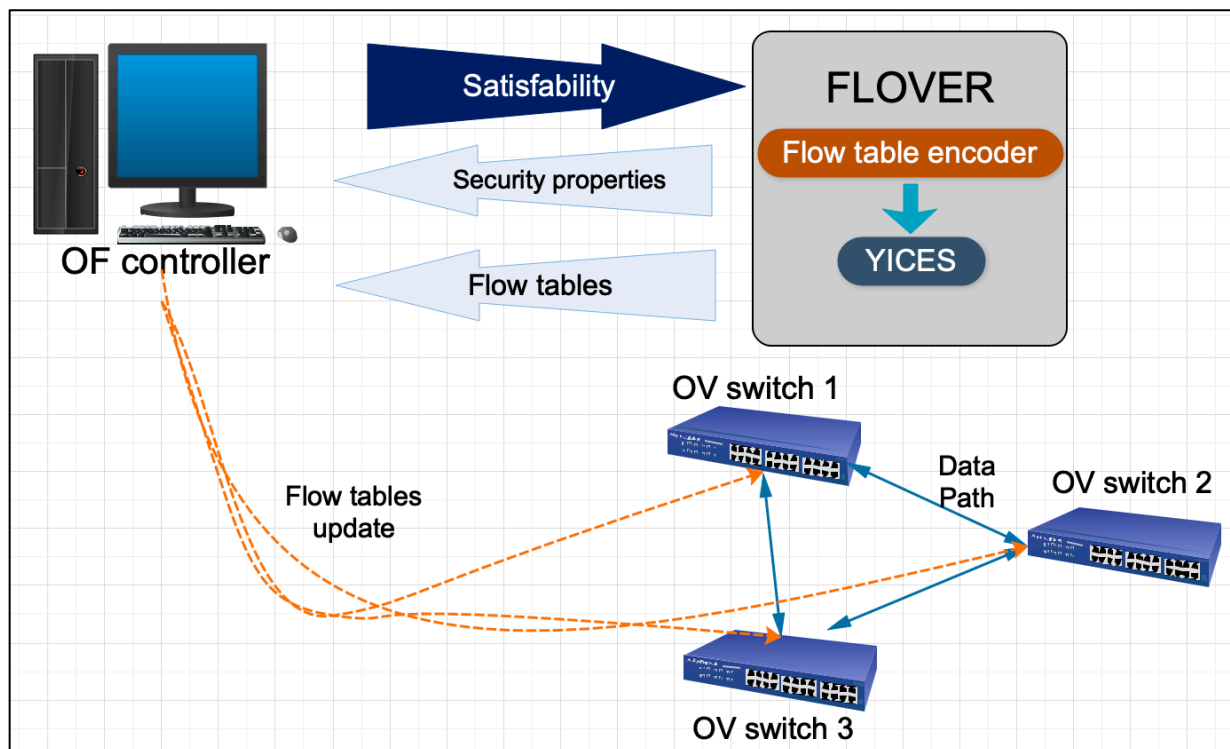 Satisfability
FLOVER
Flow table encoder
Security properties
YICES
OF controller
Flow tables
OV switch 1
Data
Path
OV switch 2
Flow tables
update
OV switch 3